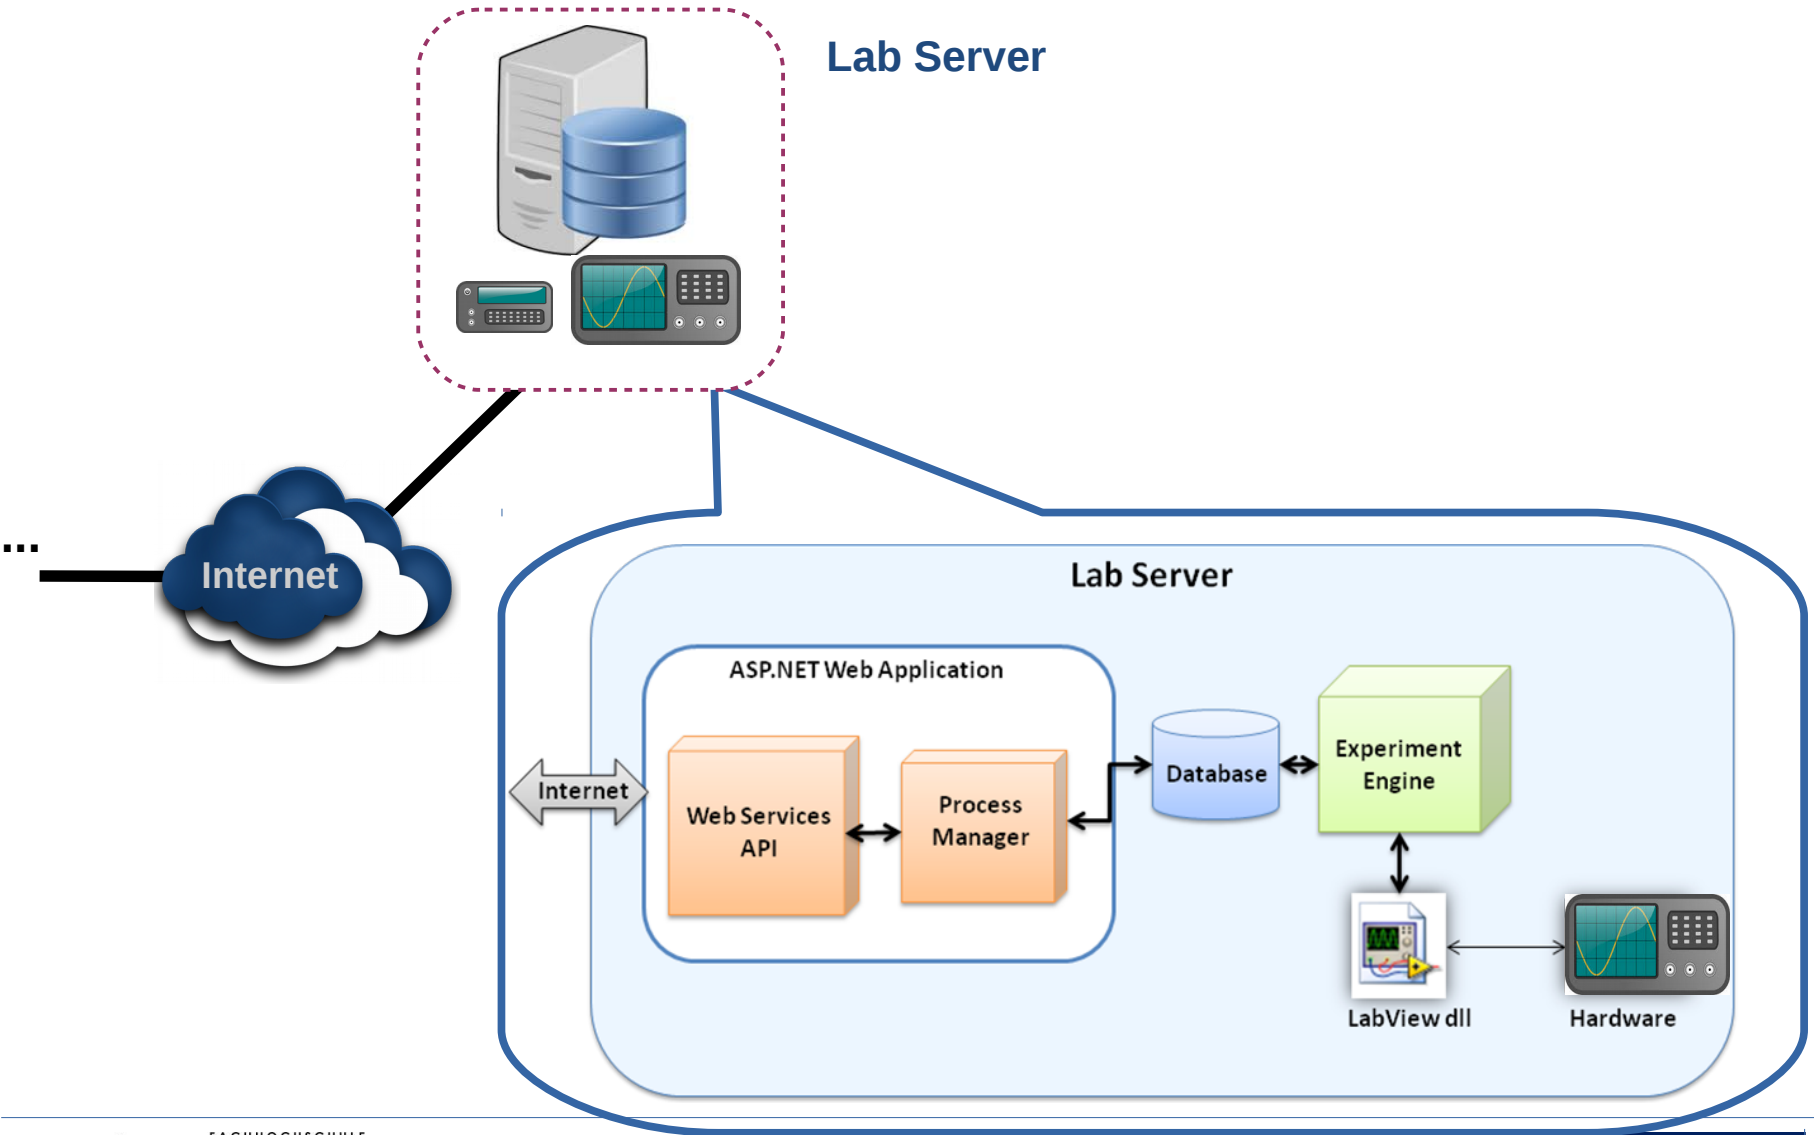 Lab Server
...
Internet
Lab Server
ASP.NET Web Application
Internet
Web Services
API
Process
Manager
Database
Experiment
Engine
LabView dll
Hardware